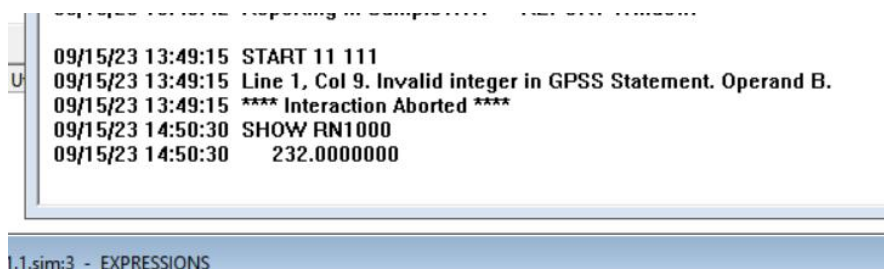 09/15/23 13:49:15 START 11 111
09/15/23 13:49:15 Line 1, Col 9. Invalid integer in GPSS Statement. Operand B.
09/15/23 13:49:15 **** Interaction Aborted ****
09/15/23 14:50:30 SHOW RN1000
09/15/23 14:50:30 232.0000000
1.1.sim:3 - EXPRESSIONS